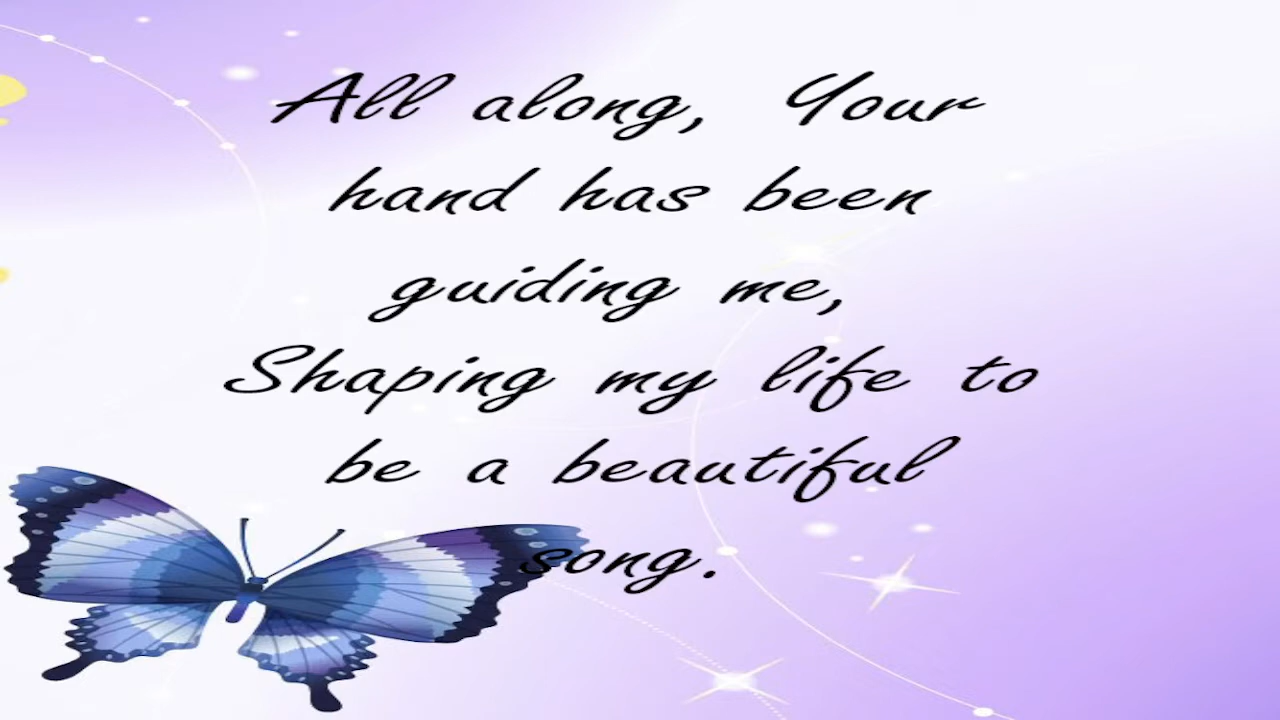 All along, Your
hand has been
guiding me,
Shaping my life to
be a beautiful
song.